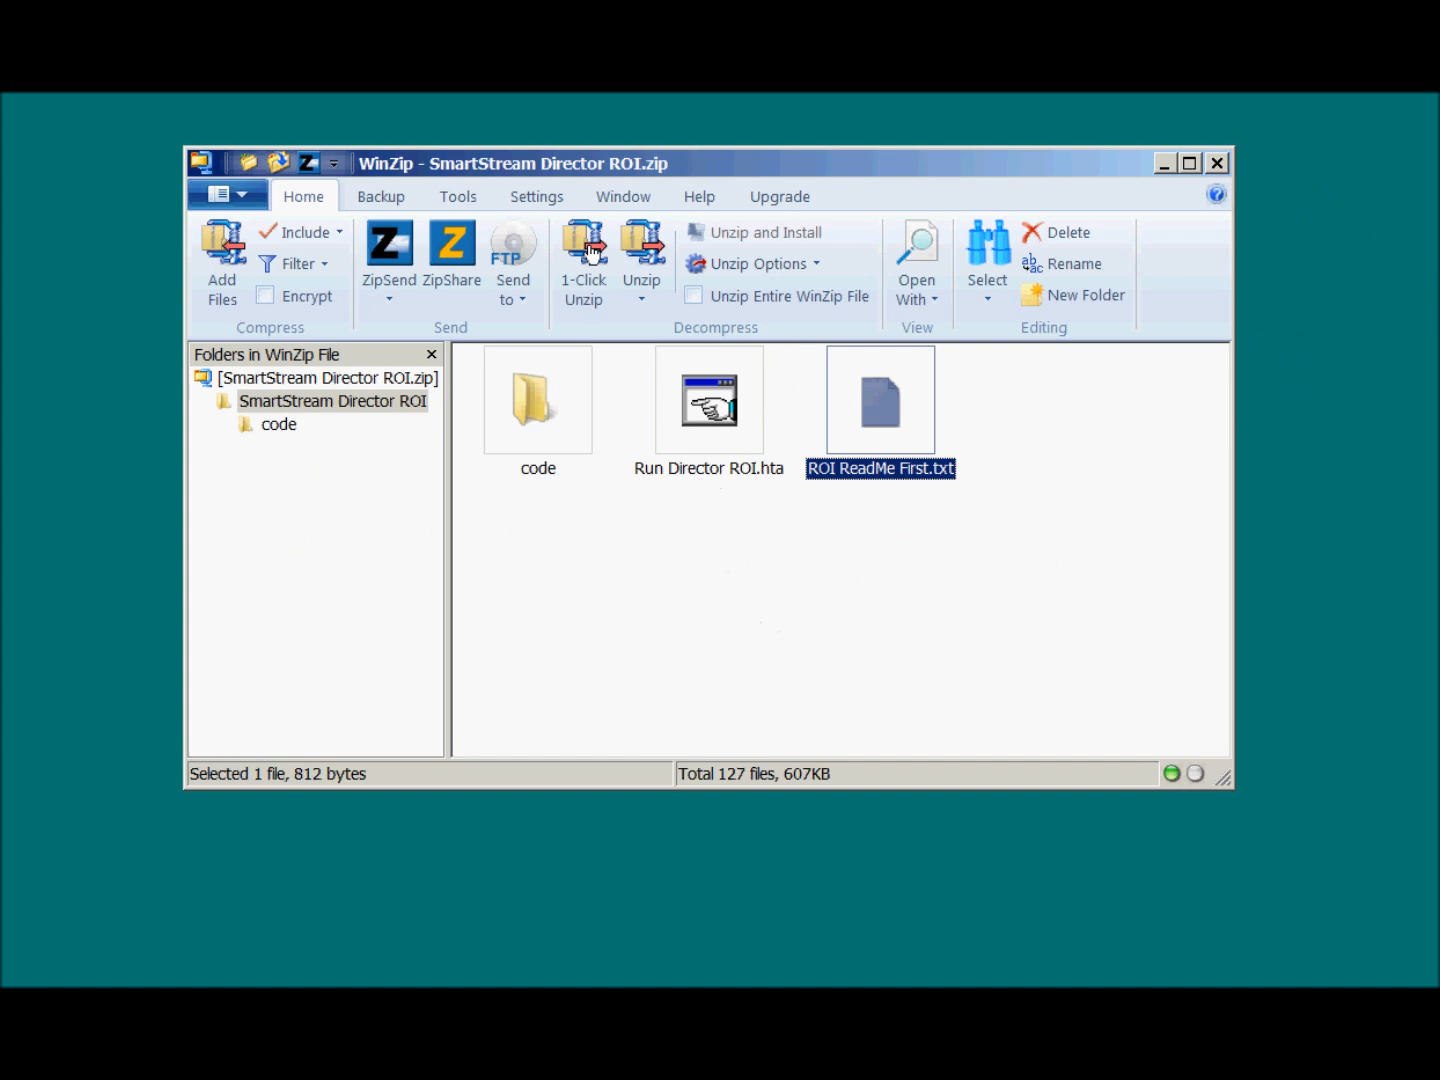 WinZip - SmartStream Director ROI.zip
Home Backup Tools Settings Window Help Upgrade
Add Files
Include
Filter
Encrypt
Compress
ZipSend ZipShare
FTP
Send to
Send
1-Click Unzip
Unzip
Unzip and Install
Unzip Options
Unzip Entire WinZip File
Decompress
Open With
View
Select
Delete
Rename
New Folder
Editing
Folders in WinZip File
[SmartStream Director ROI.zip]
SmartStream Director ROI
code
code
Run Director ROI.hta
ROI ReadMe First.txt
Selected 1 file, 812 bytes
Total 127 files, 607KB